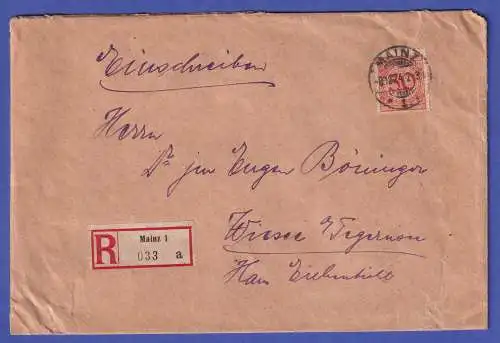 Einschreiben
MAINZ
Herrn
Dr jur Eugen Böninger
R Mainz 1
033 a
Wiessee a/Tegernsee
Haus